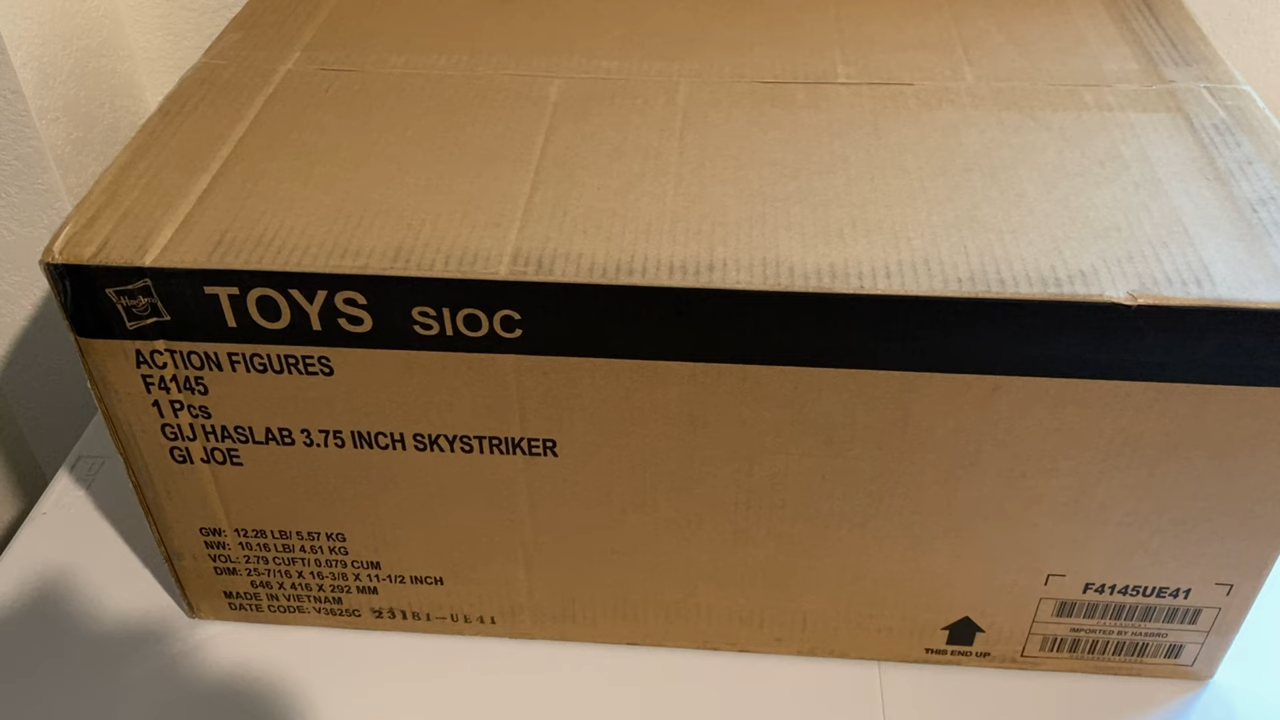 Hasbro
TOYS SIOC
ACTION FIGURES
F4145
1 Pcs
GIJ HASLAB 3.75 INCH SKYSTRIKER
GI JOE
GW: 12.28 LB/ 5.57 KG
NW: 10.16 LB/ 4.61 KG
VOL: 2.79 CUFT/ 0.079 CUM
DIM: 25-7/16 X 16-3/8 X 11-1/2 INCH
646 X 416 X 292 MM
MADE IN VIETNAM
DATE CODE: V3625C 23181-UE41
THIS END UP
F4145UE41
IMPORTED BY HASBRO